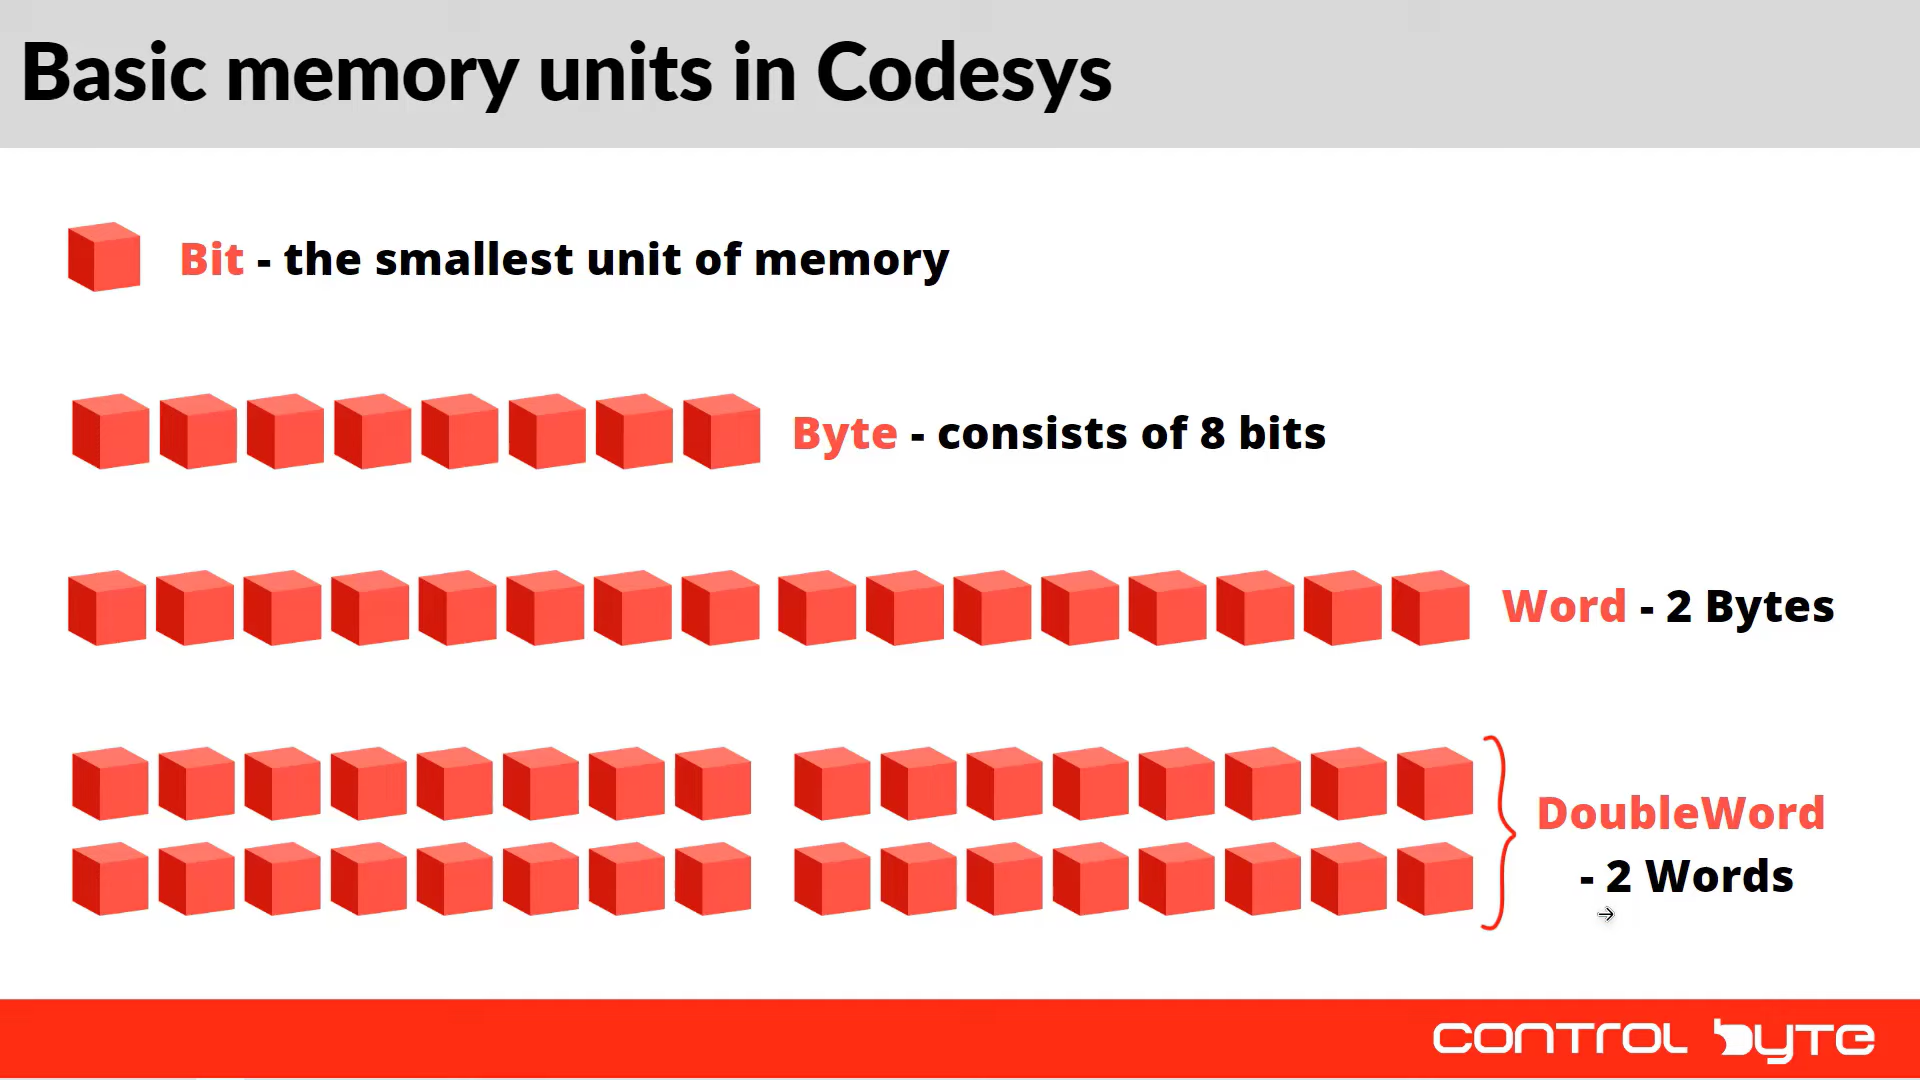 Basic memory units in Codesys
Bit - the smallest unit of memory
Byte - consists of 8 bits
Word - 2 Bytes
DoubleWord
- 2 Words
CONTROL byte